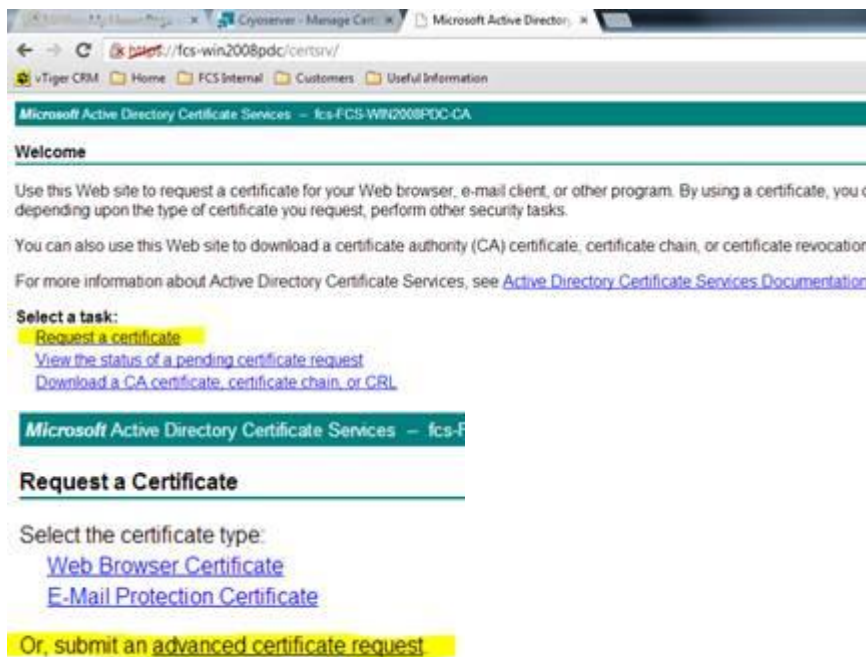 Cryoserver - Manage Cert
Microsoft Active Directory
https://fcs-win2008pdc/certsrv/
vTiger CRM Home FCS Internal Customers Useful Information
Microsoft Active Directory Certificate Services -- fcs-FCS-WIN2008PDC-CA
Welcome
Use this Web site to request a certificate for your Web browser, e-mail client, or other program. By using a certificate, you
depending upon the type of certificate you request, perform other security tasks.
You can also use this Web site to download a certificate authority (CA) certificate, certificate chain, or certificate revocation
For more information about Active Directory Certificate Services, see Active Directory Certificate Services Documentation
Select a task:
Request a certificate
View the status of a pending certificate request
Download a CA certificate, certificate chain, or CRL
Microsoft Active Directory Certificate Services -- fcs-F
Request a Certificate
Select the certificate type:
Web Browser Certificate
E-Mail Protection Certificate
Or, submit an advanced certificate request.